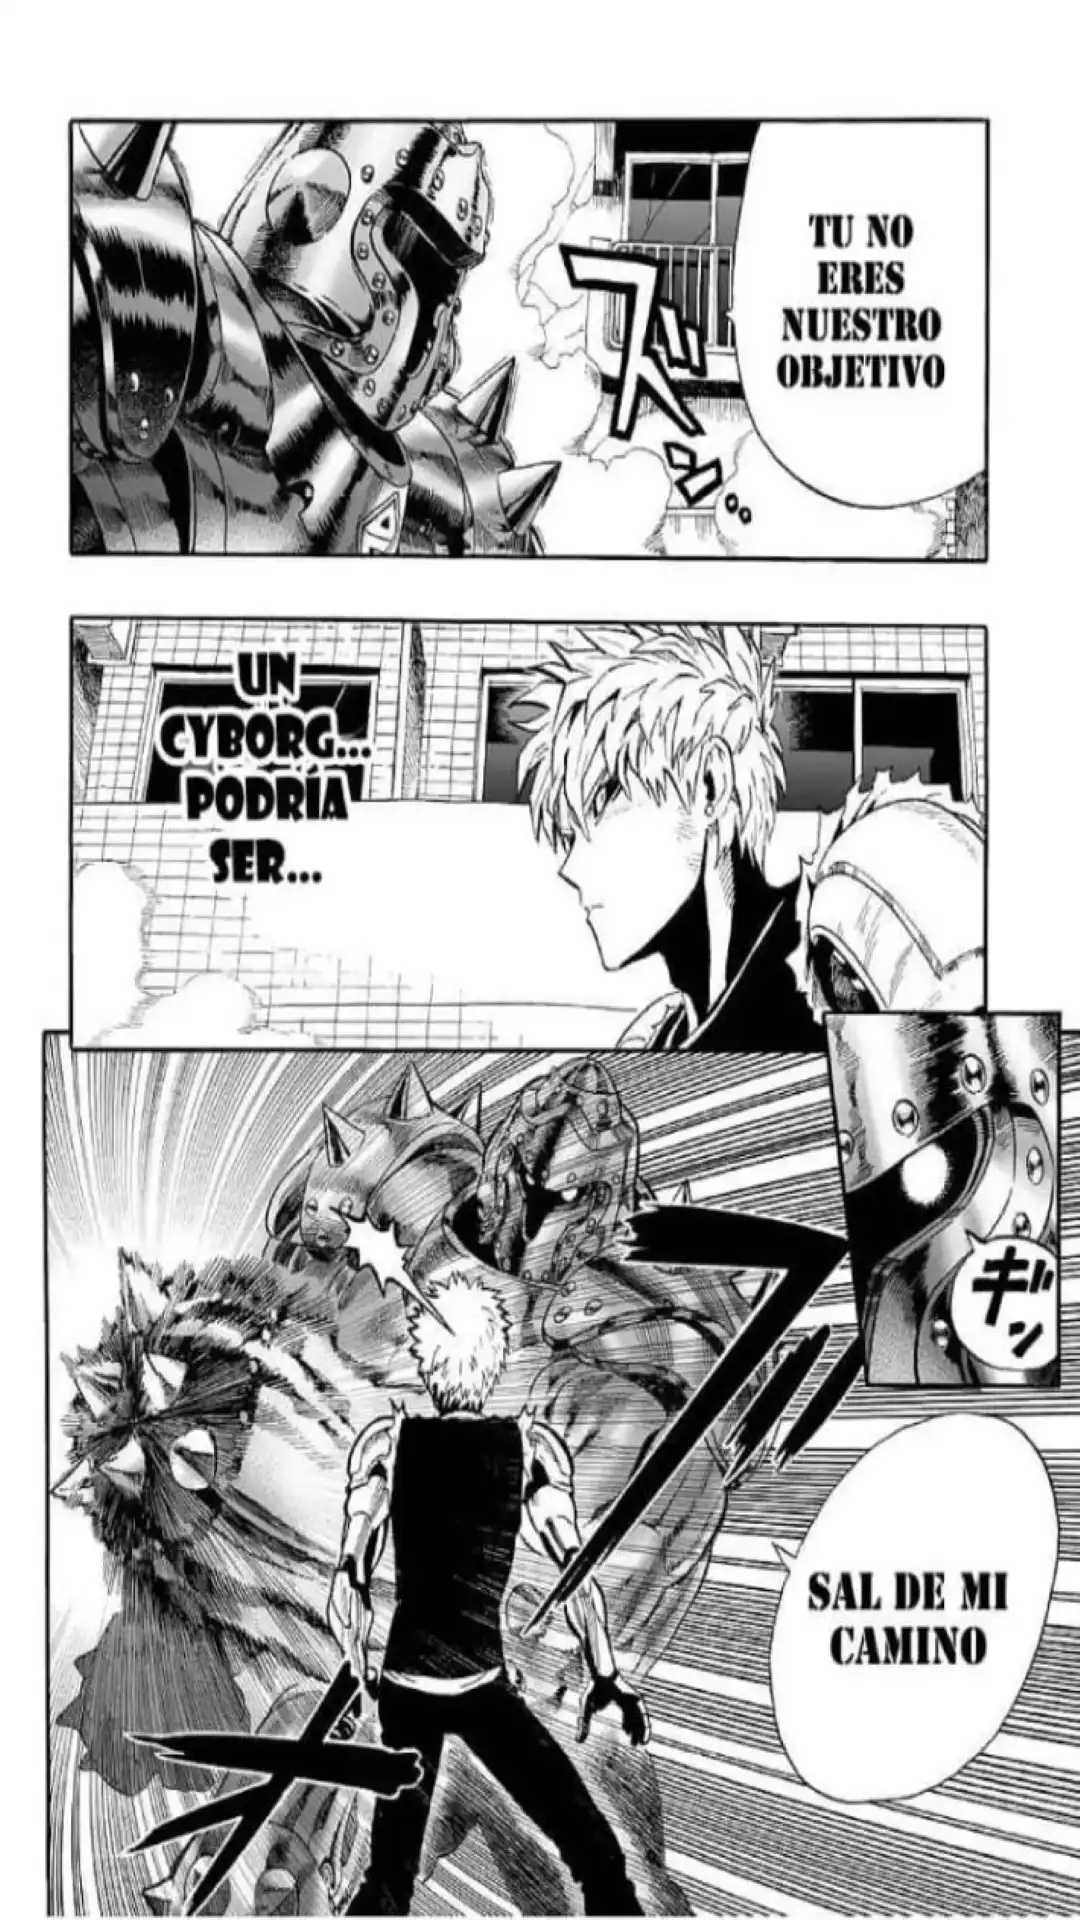 TU NO
ERES
NUESTRO
OBJETIVO
ズン
UN
CYBORG...
PODRÍA
SER...
ギン
SAL DE MI
CAMINO